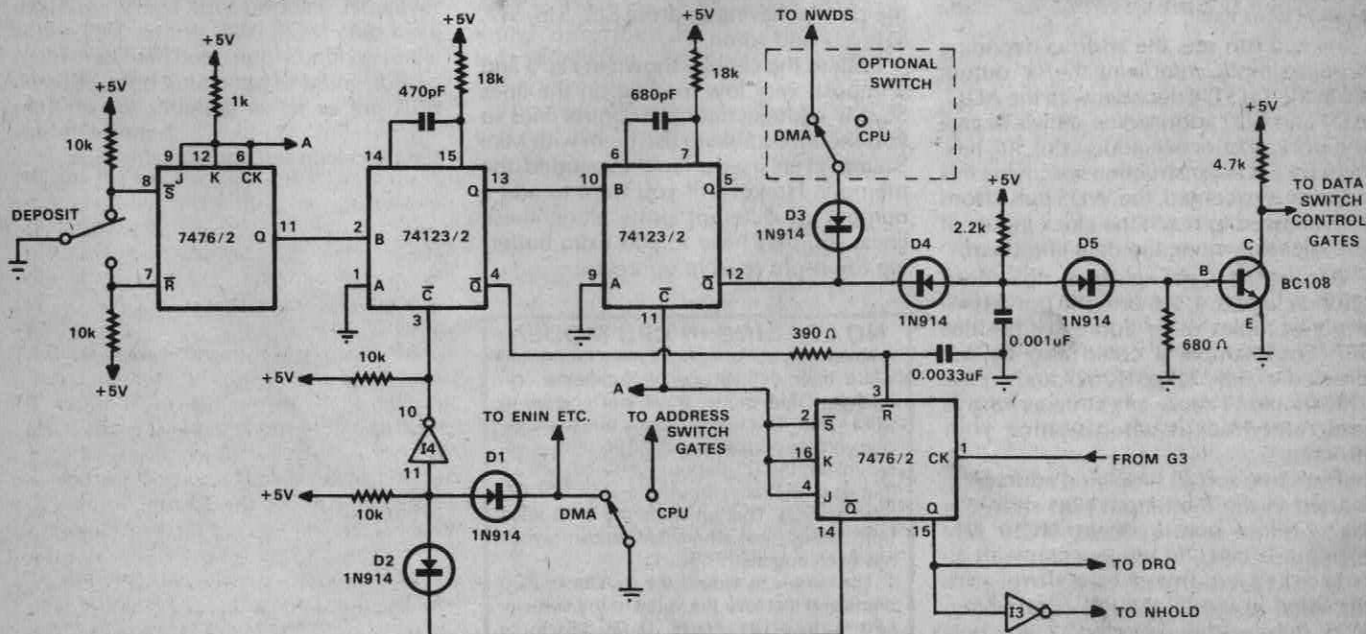 TO NWDS
+5V
+5V
+5V
18k
18k
OPTIONAL
SWITCH
+5V
+5V
1k
470pF
680pF
DMA
CPU
4.7k
10k
9
12
6
A
14
15
6
7
TO DATA
SWITCH
CONTROL
GATES
J
K
CK
8
S
Q
13
10
B
Q
5
+5V
DEPOSIT
7476/2
Q
11
2
B
74123/2
74123/2
D3
1N914
D4
2.2k
D5
C
B
BC108
E
7
R
1
A
Q
4
9
A
Q
12
C
C
3
11
1N914
1N914
10k
390 Ω
0.001uF
680 Ω
+5V
10k
0.0033uF
+5V
A
3
R
10
TO ENIN ETC.
TO ADDRESS
SWITCH
GATES
2
S
I4
16
K
7476/2
CK
1
FROM G3
11
D1
4
J
+5V
DMA
CPU
Q
Q
10k
1N914
14
15
D2
1N914
TO DRQ
I3
TO NHOLD